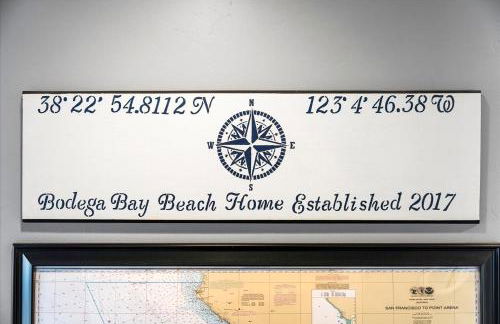 38° 22' 54.8112 N 123° 4' 46.38 W
N
W E
S
Bodega Bay Beach Home Established 2017
SAN FRANCISCO TO POINT ARENA